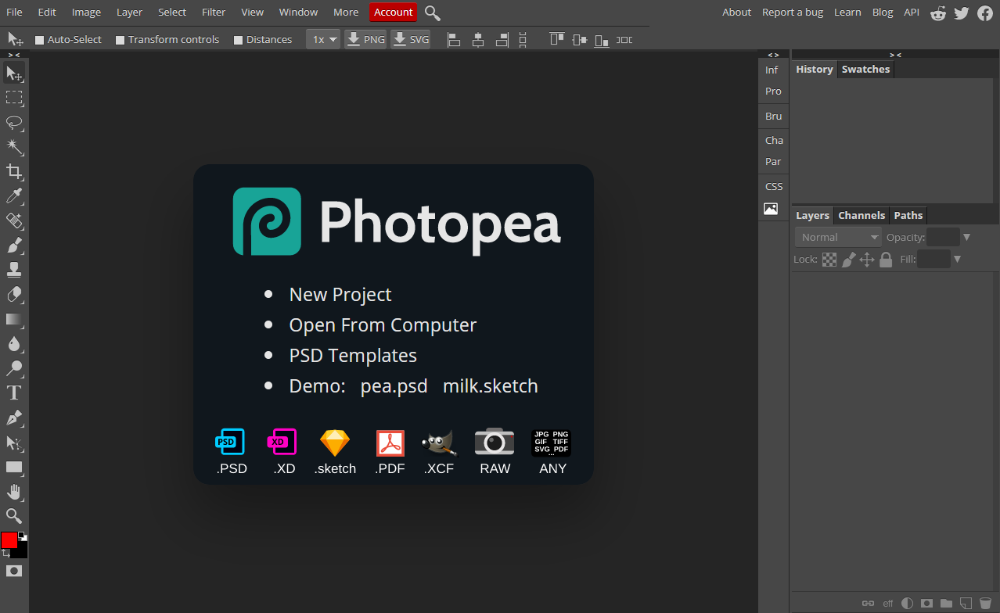 File Edit Image Layer Select Filter View Window More Account About Report a bug Learn Blog API
Auto-Select Transform controls Distances 1x PNG SVG
> < < > > <
Inf
Pro
Bru
Cha
Par
CSS
History Swatches
Photopea
New Project
Open From Computer
PSD Templates
Demo: pea.psd milk.sketch
PSD XD JPG PNG
GIF TIFF
SVG PDF
...
.PSD .XD .sketch .PDF .XCF RAW ANY
T
Layers Channels Paths
Normal Opacity:
Lock: Fill:
eff